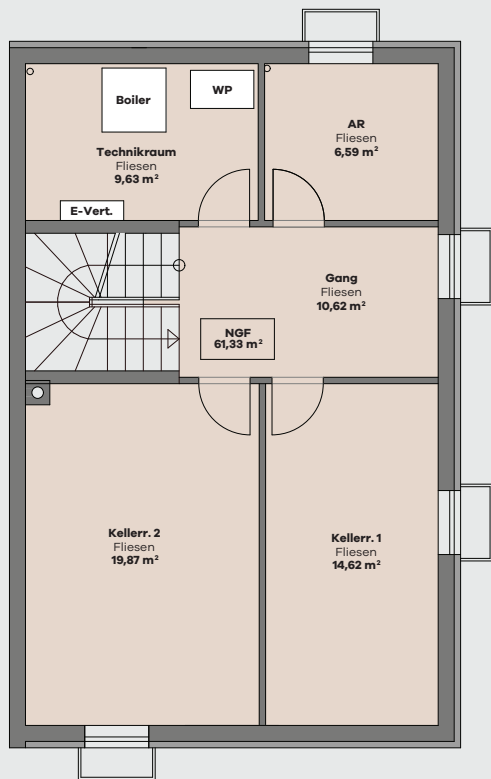 Boiler
WP
Technikraum
Fliesen
9,63 m²
AR
Fliesen
6,59 m²
E-Vert.
Gang
Fliesen
10,62 m²
NGF
61,33 m²
Kellerr. 2
Fliesen
19,87 m²
Kellerr. 1
Fliesen
14,62 m²